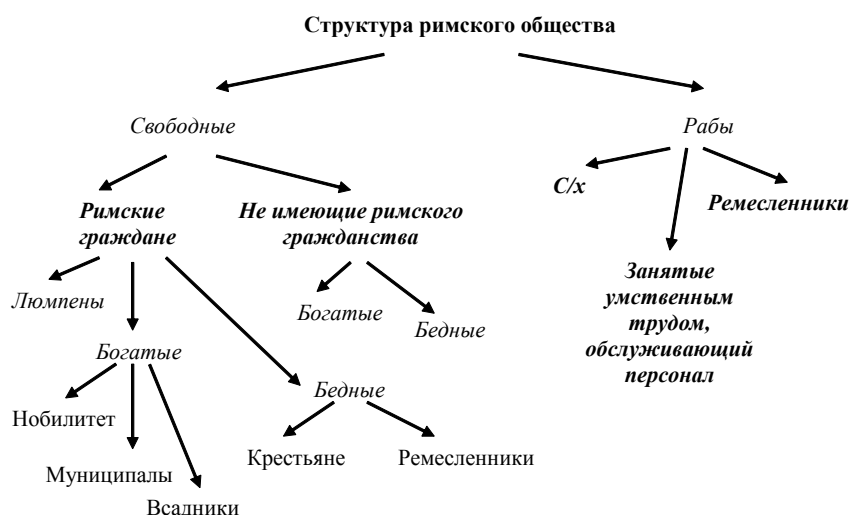 Структура римского общества
Свободные
Рабы
С/х
Ремесленники
Римские
граждане
Не имеющие римского
гражданства
Занятые
умственным
трудом,
обслуживающий
персонал
Люмпены
Богатые
Бедные
Богатые
Бедные
Нобилитет
Муниципалы
Всадники
Крестьяне
Ремесленники